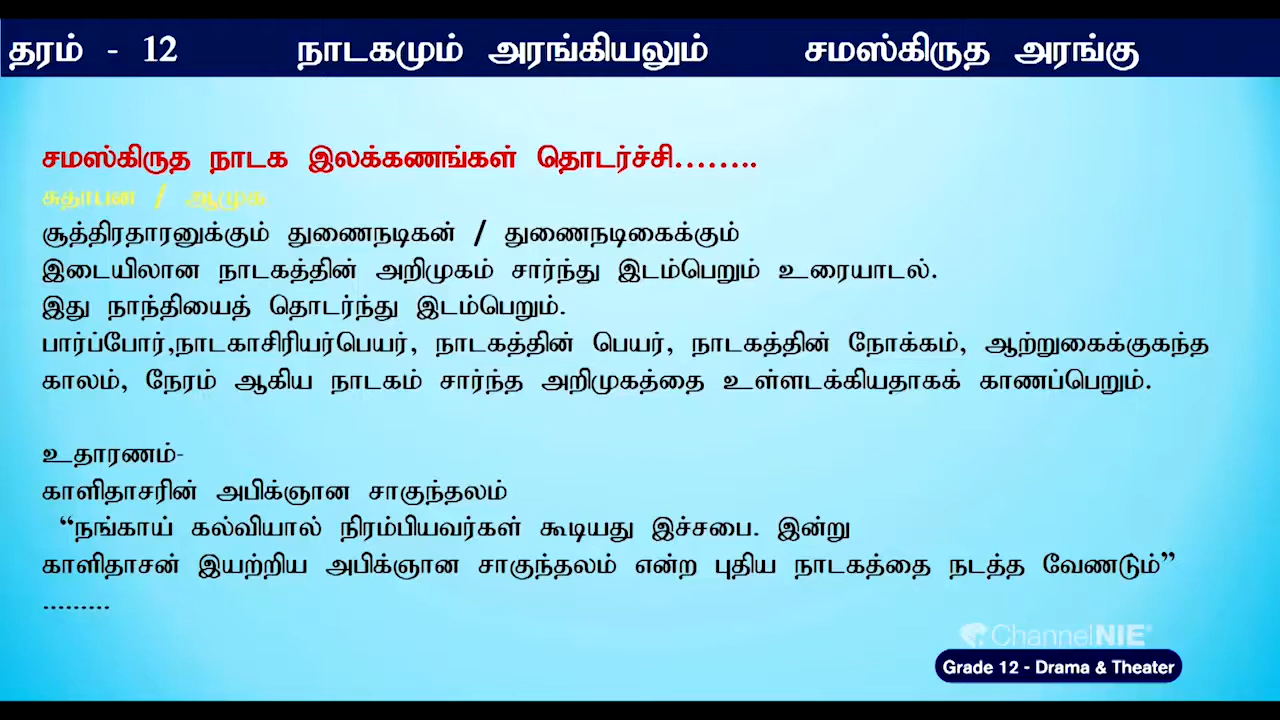 தரம் - 12 நாடகமும் அரங்கியலும் சமஸ்கிருத அரங்கு
சமஸ்கிருத நாடக இலக்கணங்கள் தொடர்ச்சி........
/ ஆமுக
சூத்திரதாரனுக்கும் துணைநடிகன் / துணைநடிகைக்கும்
இடையிலான நாடகத்தின் அறிமுகம் சார்ந்து இடம்பெறும் உரையாடல்.
இது நாந்தியைத் தொடர்ந்து இடம்பெறும்.
பார்ப்போர்,நாடகாசிரியர்பெயர், நாடகத்தின் பெயர், நாடகத்தின் நோக்கம், ஆற்றுகைக்குகந்த
காலம், நேரம் ஆகிய நாடகம் சார்ந்த அறிமுகத்தை உள்ளடக்கியதாகக் காணப்பெறும்.
உதாரணம்-
காளிதாசரின் அபிக்ஞான சாகுந்தலம்
“நங்காய் கல்வியால் நிரம்பியவர்கள் கூடியது இச்சபை. இன்று
காளிதாசன் இயற்றிய அபிக்ஞான சாகுந்தலம் என்ற புதிய நாடகத்தை நடத்த வேணடும்”
.........
ChannelNIE
Grade 12 - Drama & Theater